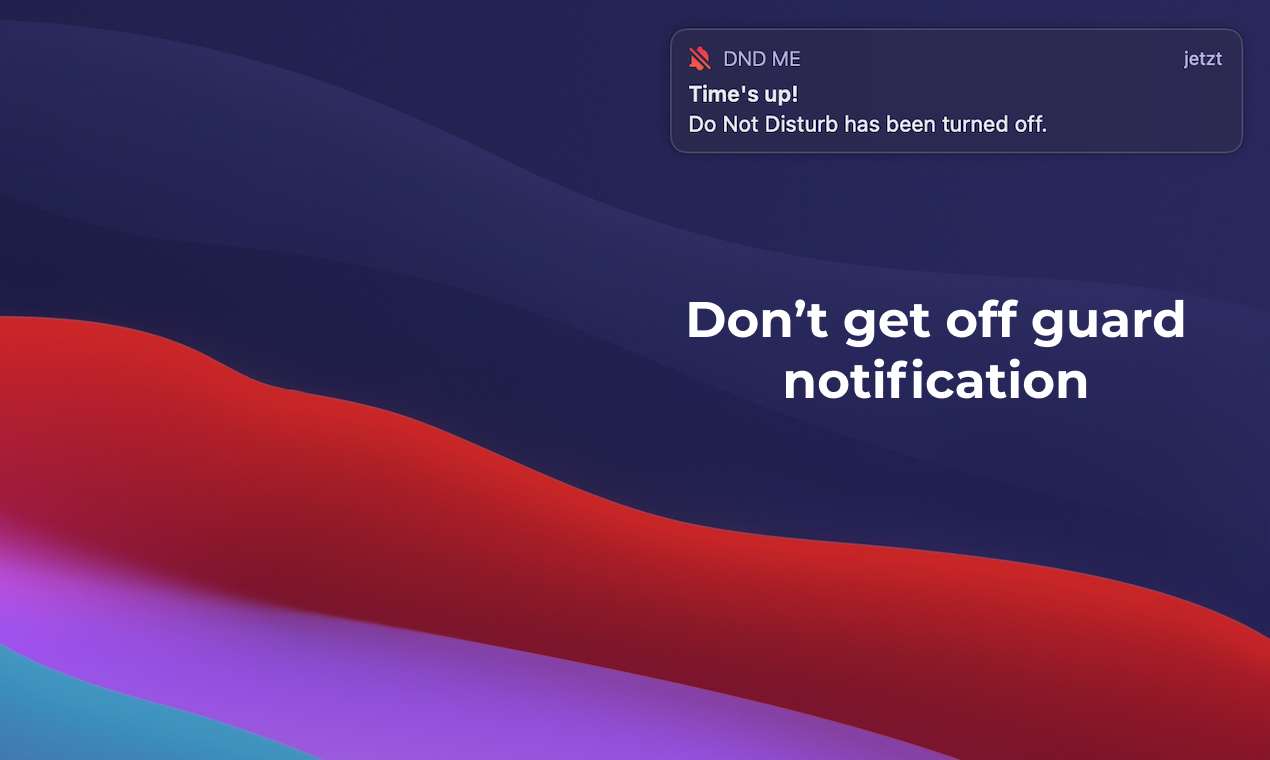 DND ME
jetzt
Time's up!
Do Not Disturb has been turned off.
Don’t get off guard
notification